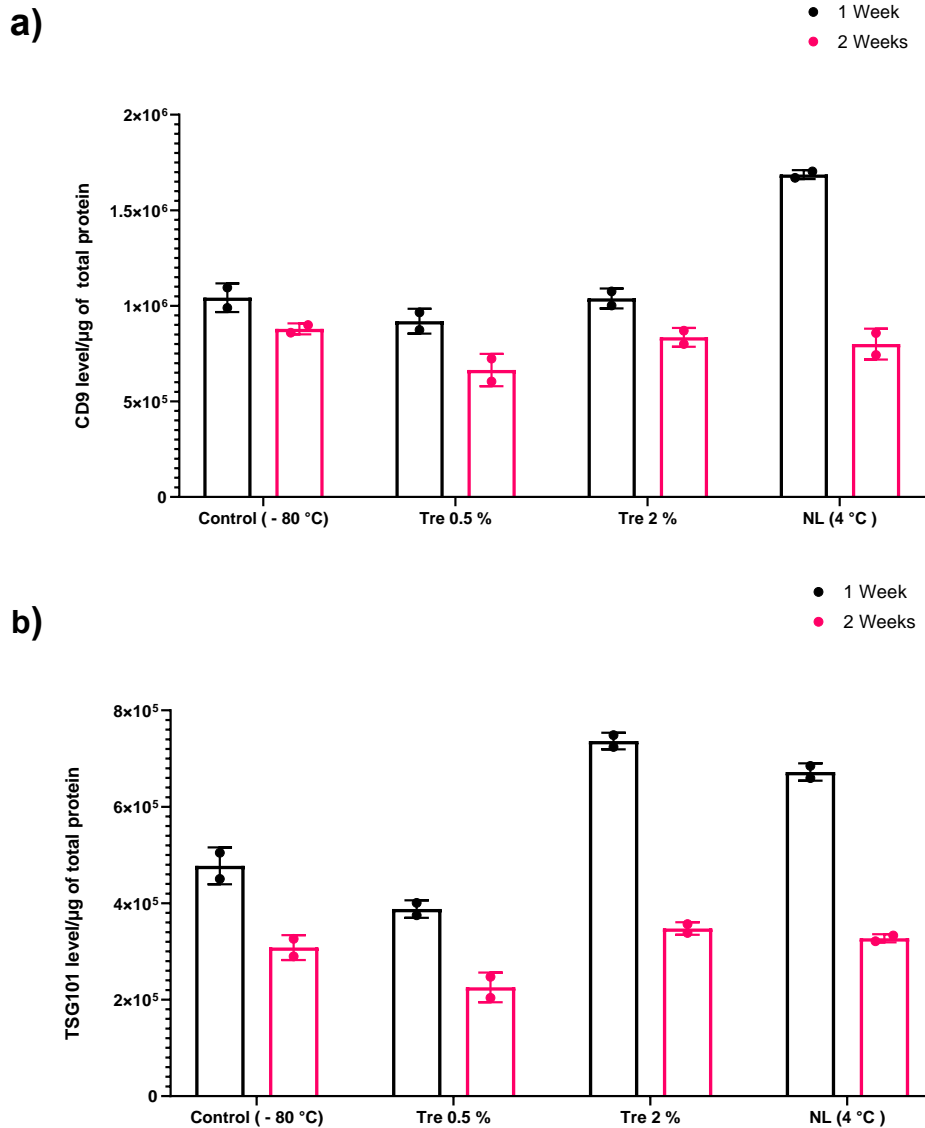 a)
1 Week
2 Weeks
2×10⁶
1.5×10⁶
1×10⁶
5×10⁵
0
CD9 level/µg of total protein
Control ( - 80 °C)
Tre 0.5 %
Tre 2 %
NL (4 °C )
b)
1 Week
2 Weeks
8×10⁵
6×10⁵
4×10⁵
2×10⁵
0
TSG101 level/µg of total protein
Control ( - 80 °C)
Tre 0.5 %
Tre 2 %
NL (4 °C )